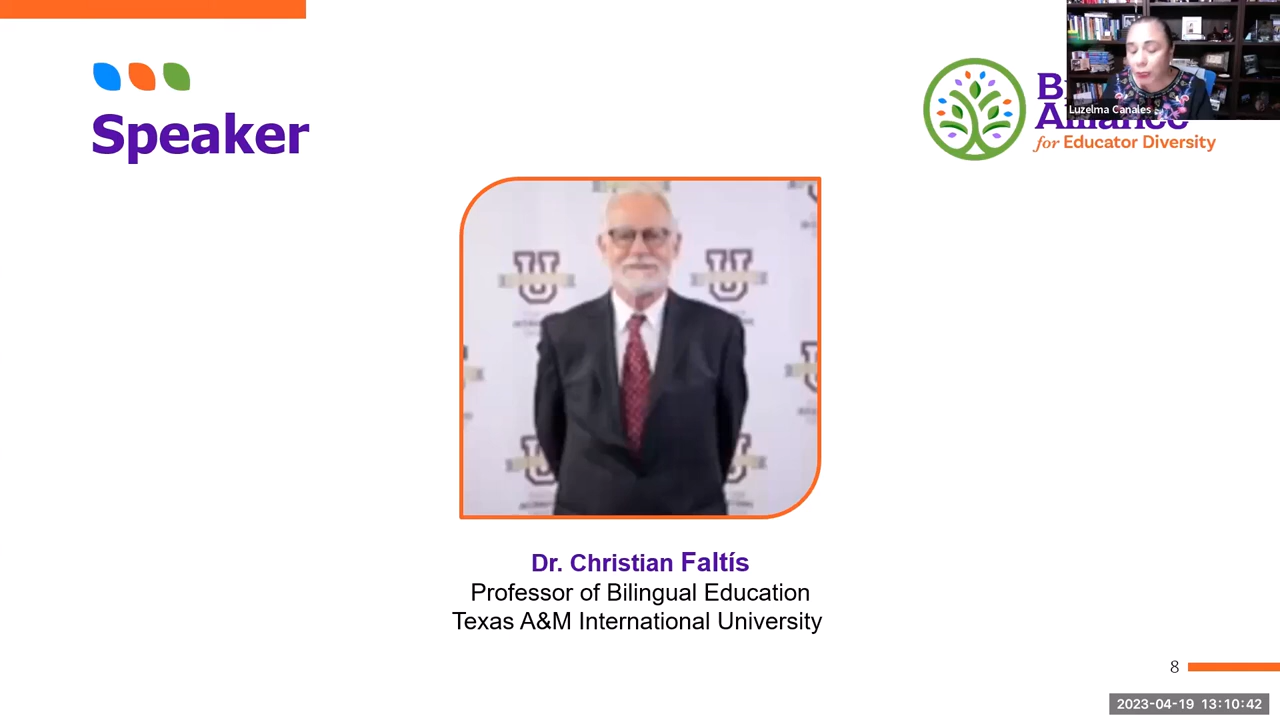 Speaker
Luzelma Canales
for Educator Diversity
U
U
U
U
Dr. Christian Faltís
Professor of Bilingual Education
Texas A&M International University
8
2023-04-19 13:10:42